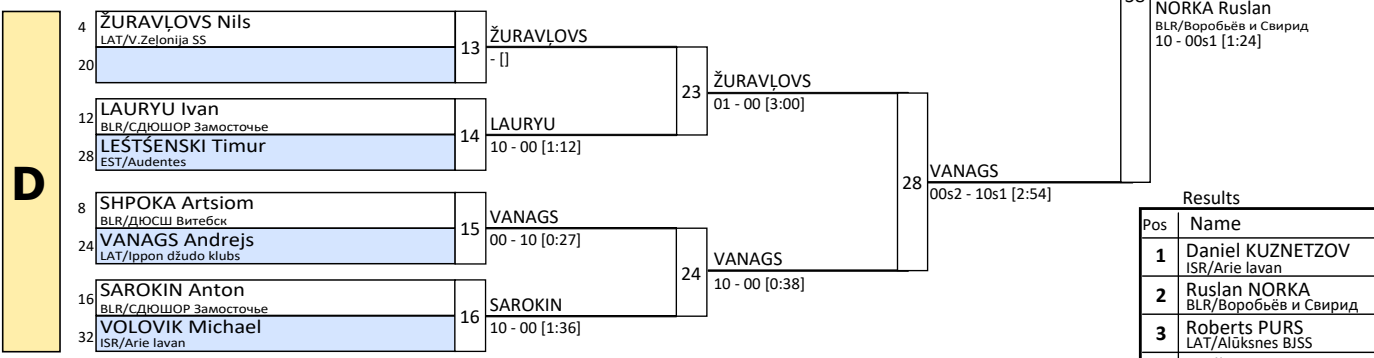 D
4
ŽURAVĻOVS Nils
LAT/V.Zeļonija SS
20
13
ŽURAVĻOVS
- []
12
LAURYU Ivan
BLR/СДЮШОР Замосточье
28
LEŚTŚENSKI Timur
EST/Audentes
14
LAURYU
10 - 00 [1:12]
23
ŽURAVĻOVS
01 - 00 [3:00]
8
SHPOKA Artsiom
BLR/ДЮСШ Витебск
24
VANAGS Andrejs
LAT/Ippon džudo klubs
15
VANAGS
00 - 10 [0:27]
16
SAROKIN Anton
BLR/СДЮШОР Замосточье
32
VOLOVIK Michael
ISR/Arie lavan
16
SAROKIN
10 - 00 [1:36]
24
VANAGS
10 - 00 [0:38]
28
VANAGS
00s2 - 10s1 [2:54]
NORKA Ruslan
BLR/Воробьёв и Свирид
10 - 00s1 [1:24]
Results
Pos Name
1 Daniel KUZNETZOV
ISR/Arie lavan
2 Ruslan NORKA
BLR/Воробьёв и Свирид
3 Roberts PURS
LAT/Alūksnes BJSS